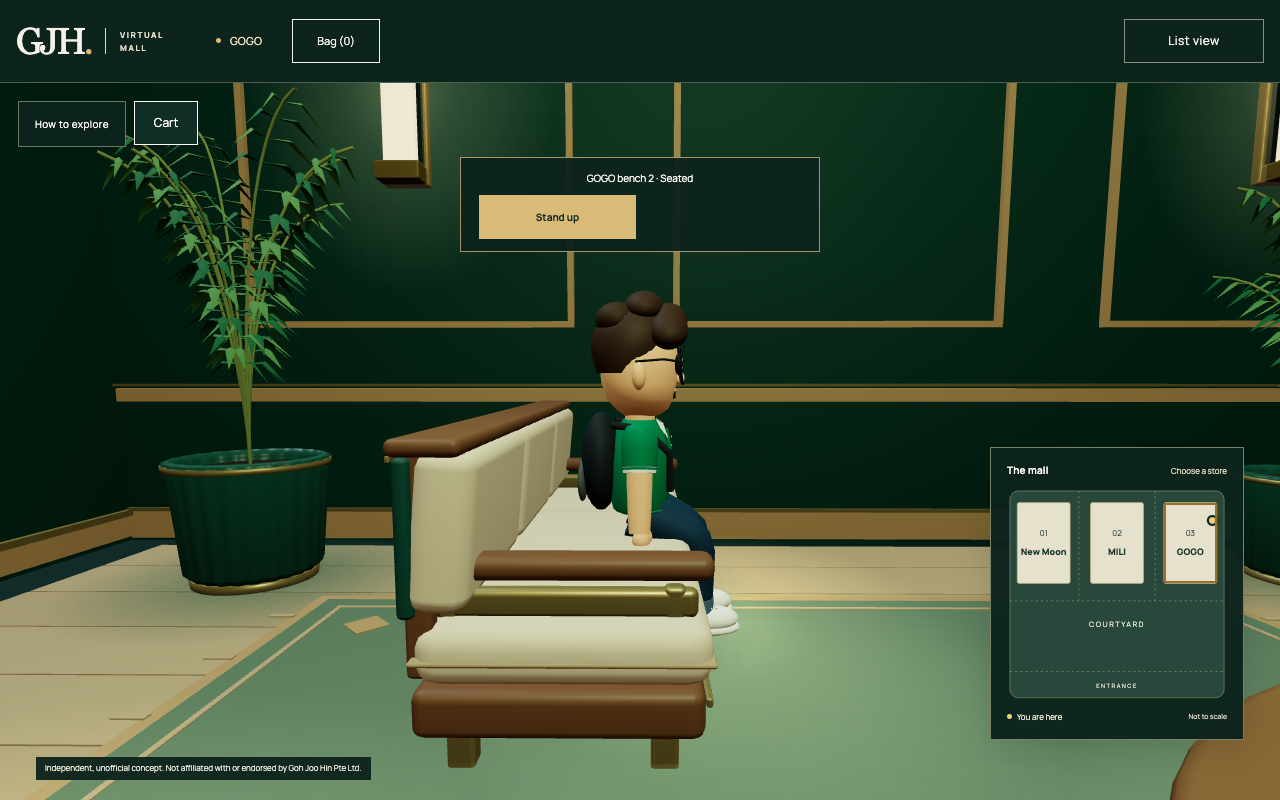 GJH.
VIRTUAL
MALL
GOGO
Bag (0)
List view
How to explore
Cart
GOGO bench 2 · Seated
Stand up
The mall
Choose a store
01
New Moon
02
MILI
03
GOGO
COURTYARD
ENTRANCE
You are here
Not to scale
Independent, unofficial concept. Not affiliated with or endorsed by Goh Joo Hin Pte Ltd.